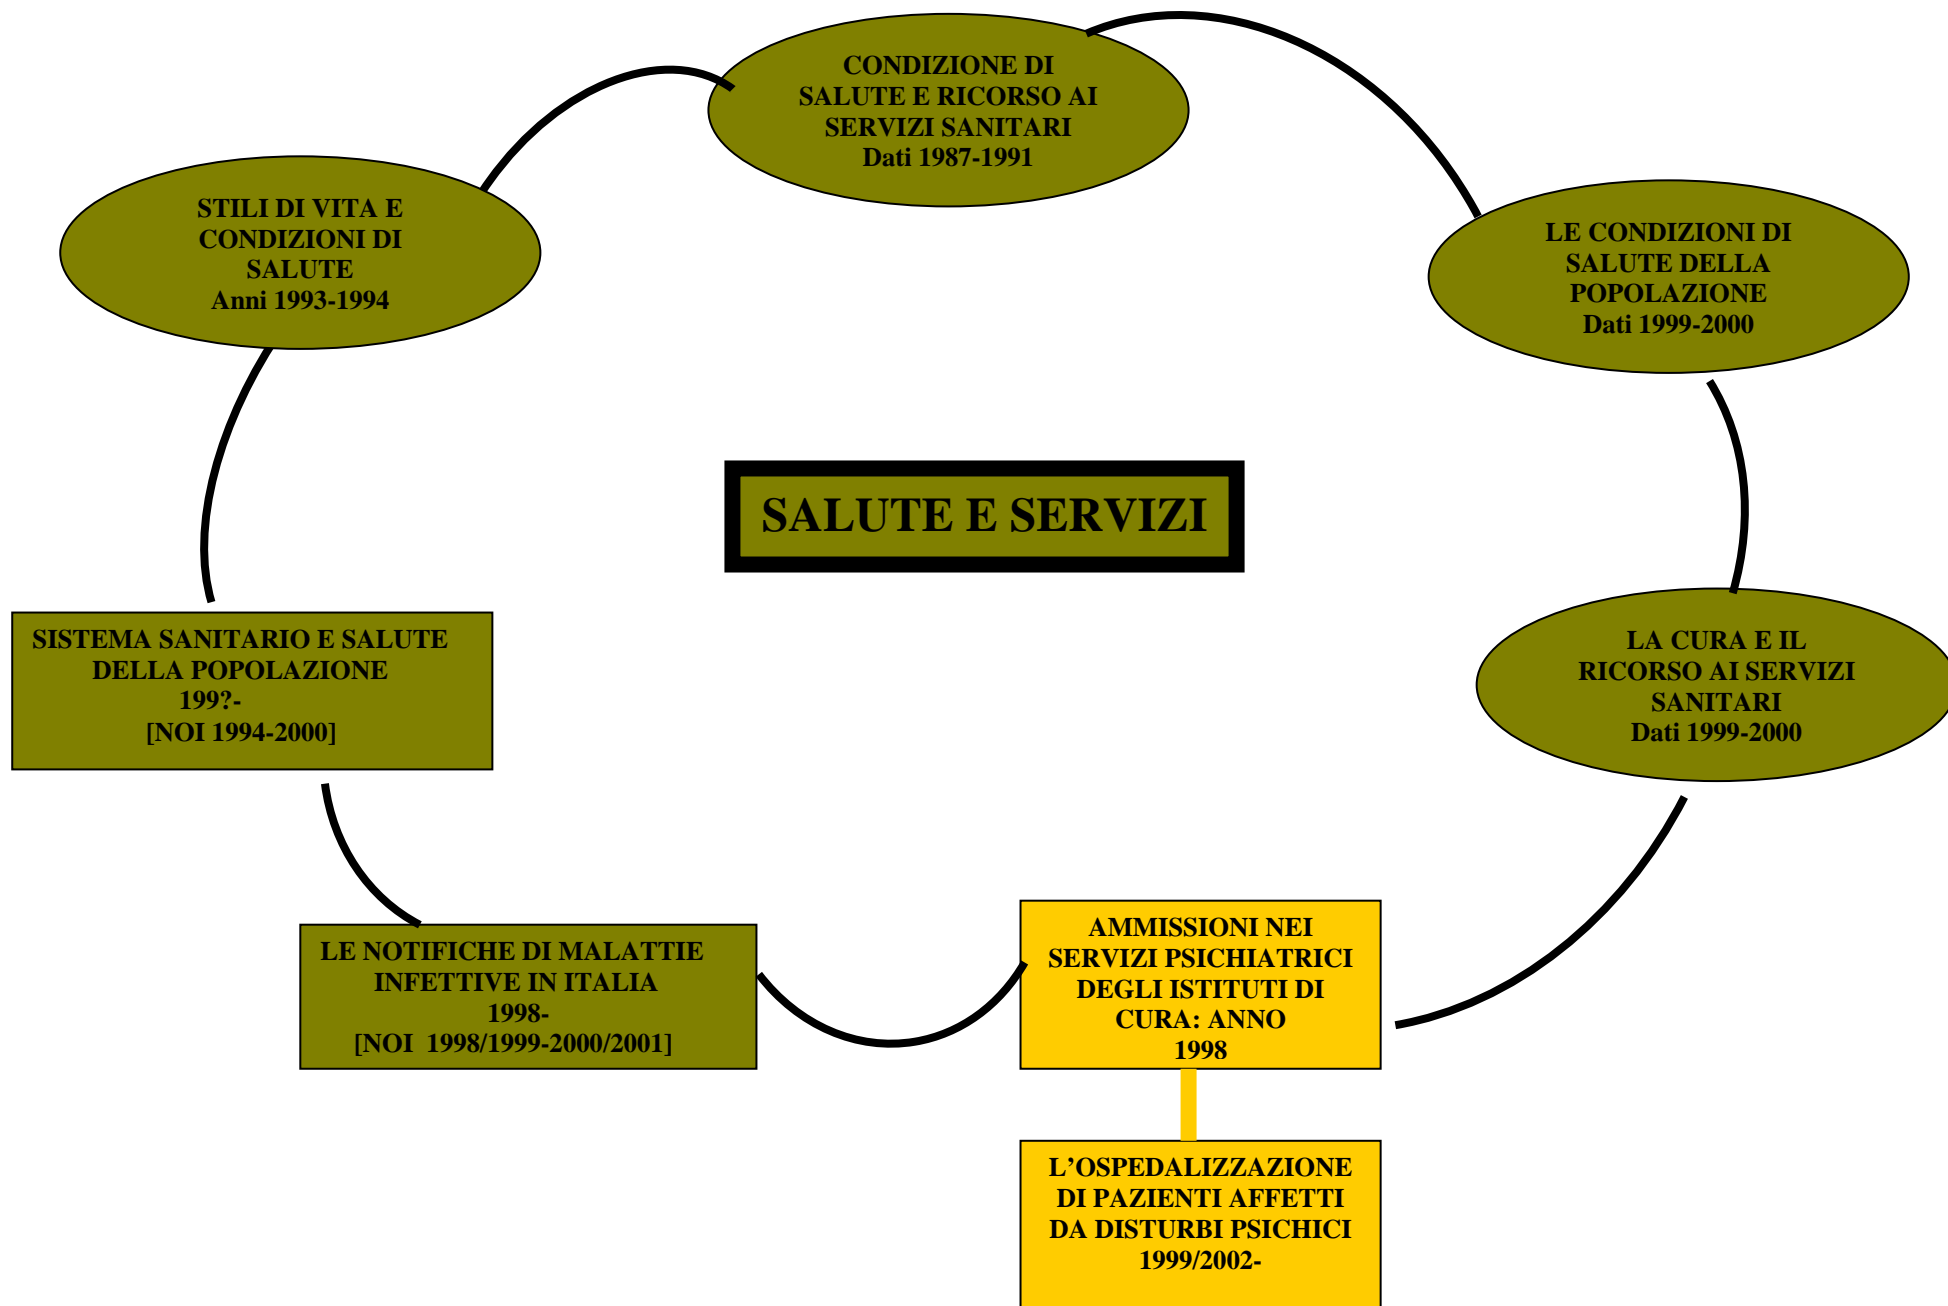 CONDIZIONE DI
SALUTE E RICORSO AI
SERVIZI SANITARI
Dati 1987-1991
STILI DI VITA E
CONDIZIONI DI
SALUTE
Anni 1993-1994
LE CONDIZIONI DI
SALUTE DELLA
POPOLAZIONE
Dati 1999-2000
SALUTE E SERVIZI
SISTEMA SANITARIO E SALUTE
DELLA POPOLAZIONE
199?-
[NOI 1994-2000]
LA CURA E IL
RICORSO AI SERVIZI
SANITARI
Dati 1999-2000
LE NOTIFICHE DI MALATTIE
INFETTIVE IN ITALIA
1998-
[NOI 1998/1999-2000/2001]
AMMISSIONI NEI
SERVIZI PSICHIATRICI
DEGLI ISTITUTI DI
CURA: ANNO
1998
L’OSPEDALIZZAZIONE
DI PAZIENTI AFFETTI
DA DISTURBI PSICHICI
1999/2002-